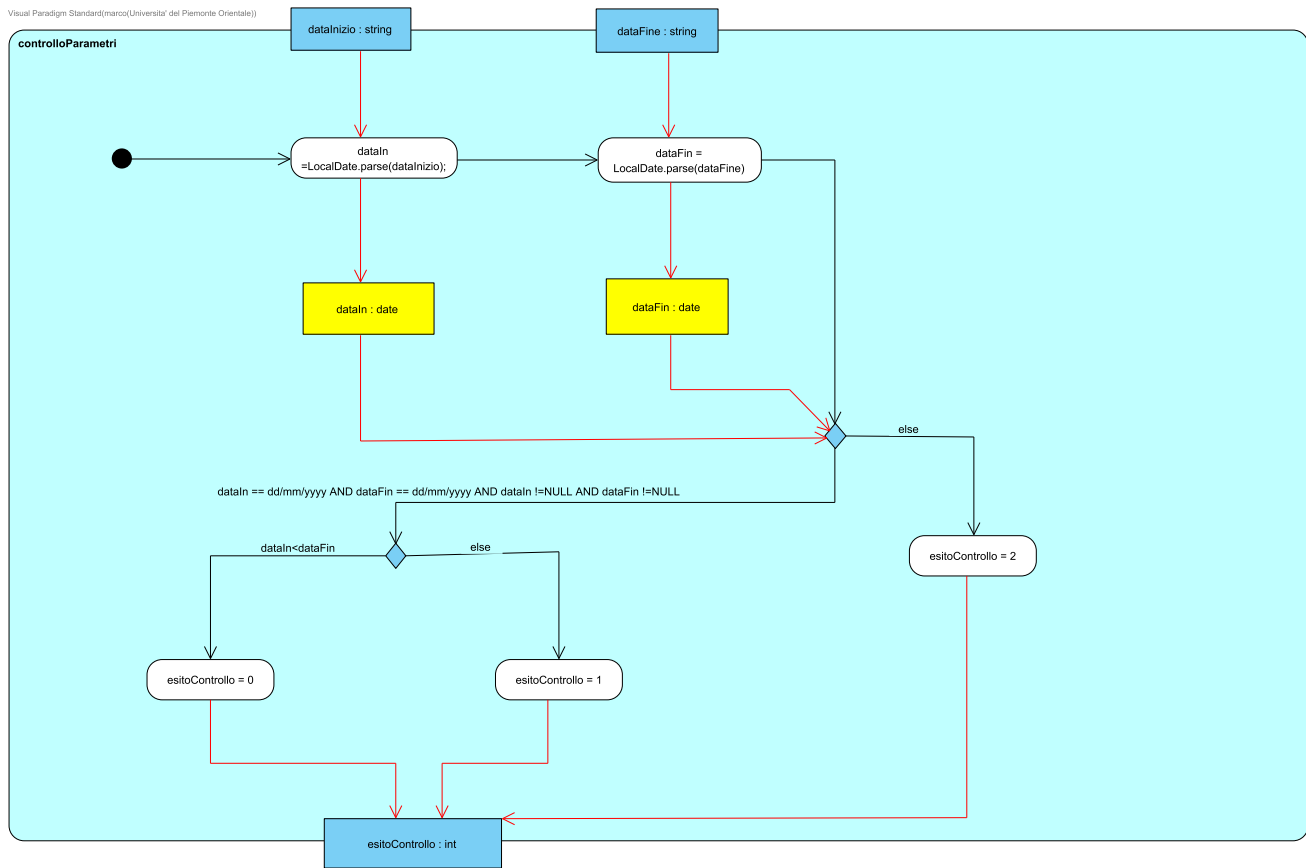 Visual Paradigm Standard(marco(Universita' del Piemonte Orientale))
dataInizio : string
dataFine : string
controlloParametri
dataIn
=LocalDate.parse(dataInizio);
dataFin =
LocalDate.parse(dataFine)
dataIn : date
dataFin : date
else
dataIn == dd/mm/yyyy AND dataFin == dd/mm/yyyy AND dataIn !=NULL AND dataFin !=NULL
dataIn<dataFin
else
esitoControllo = 2
esitoControllo = 0
esitoControllo = 1
esitoControllo : int